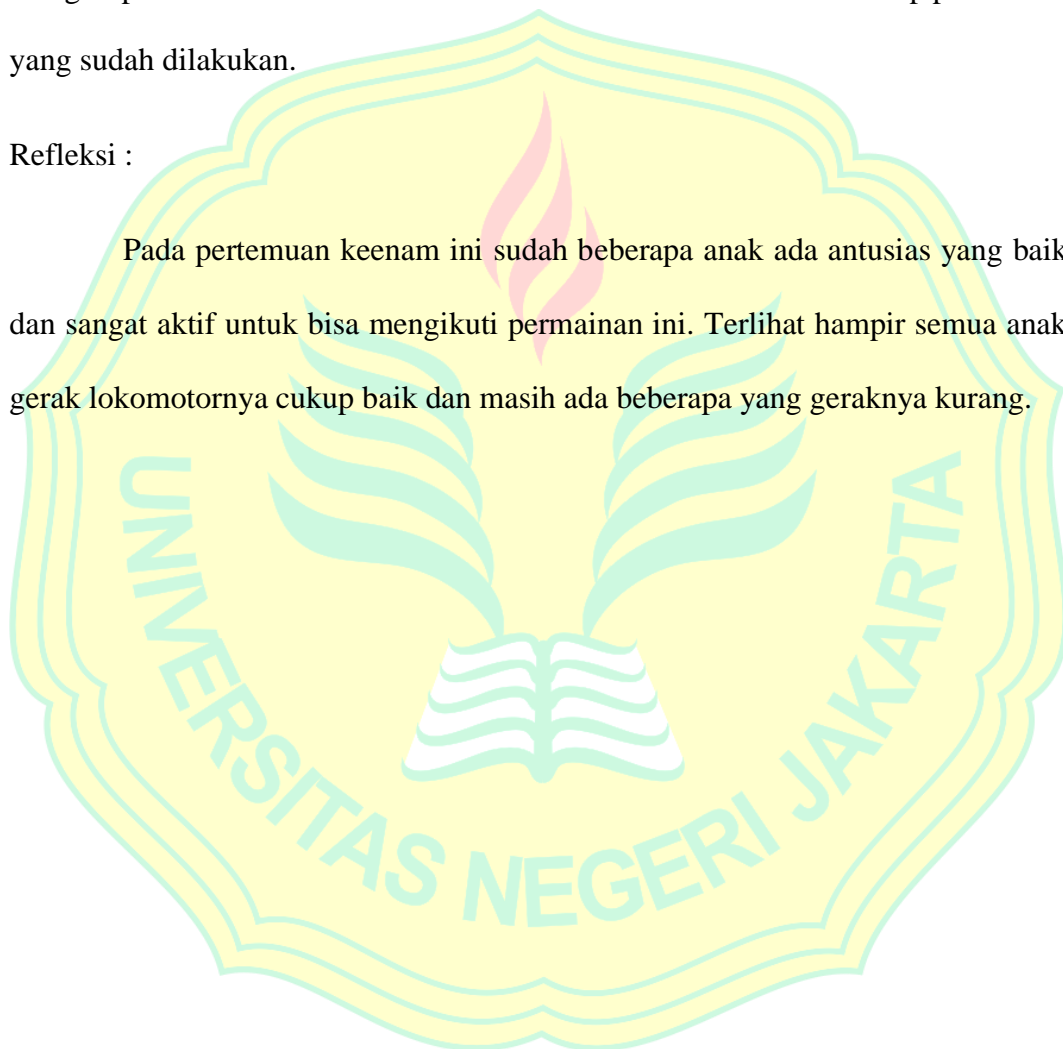 yang sudah dilakukan.
Refleksi :
Pada pertemuan keenam ini sudah beberapa anak ada antusias yang baik
dan sangat aktif untuk bisa mengikuti permainan ini. Terlihat hampir semua anak
gerak lokomotornya cukup baik dan masih ada beberapa yang geraknya kurang.
UNIVERSITAS NEGERI JAKARTA